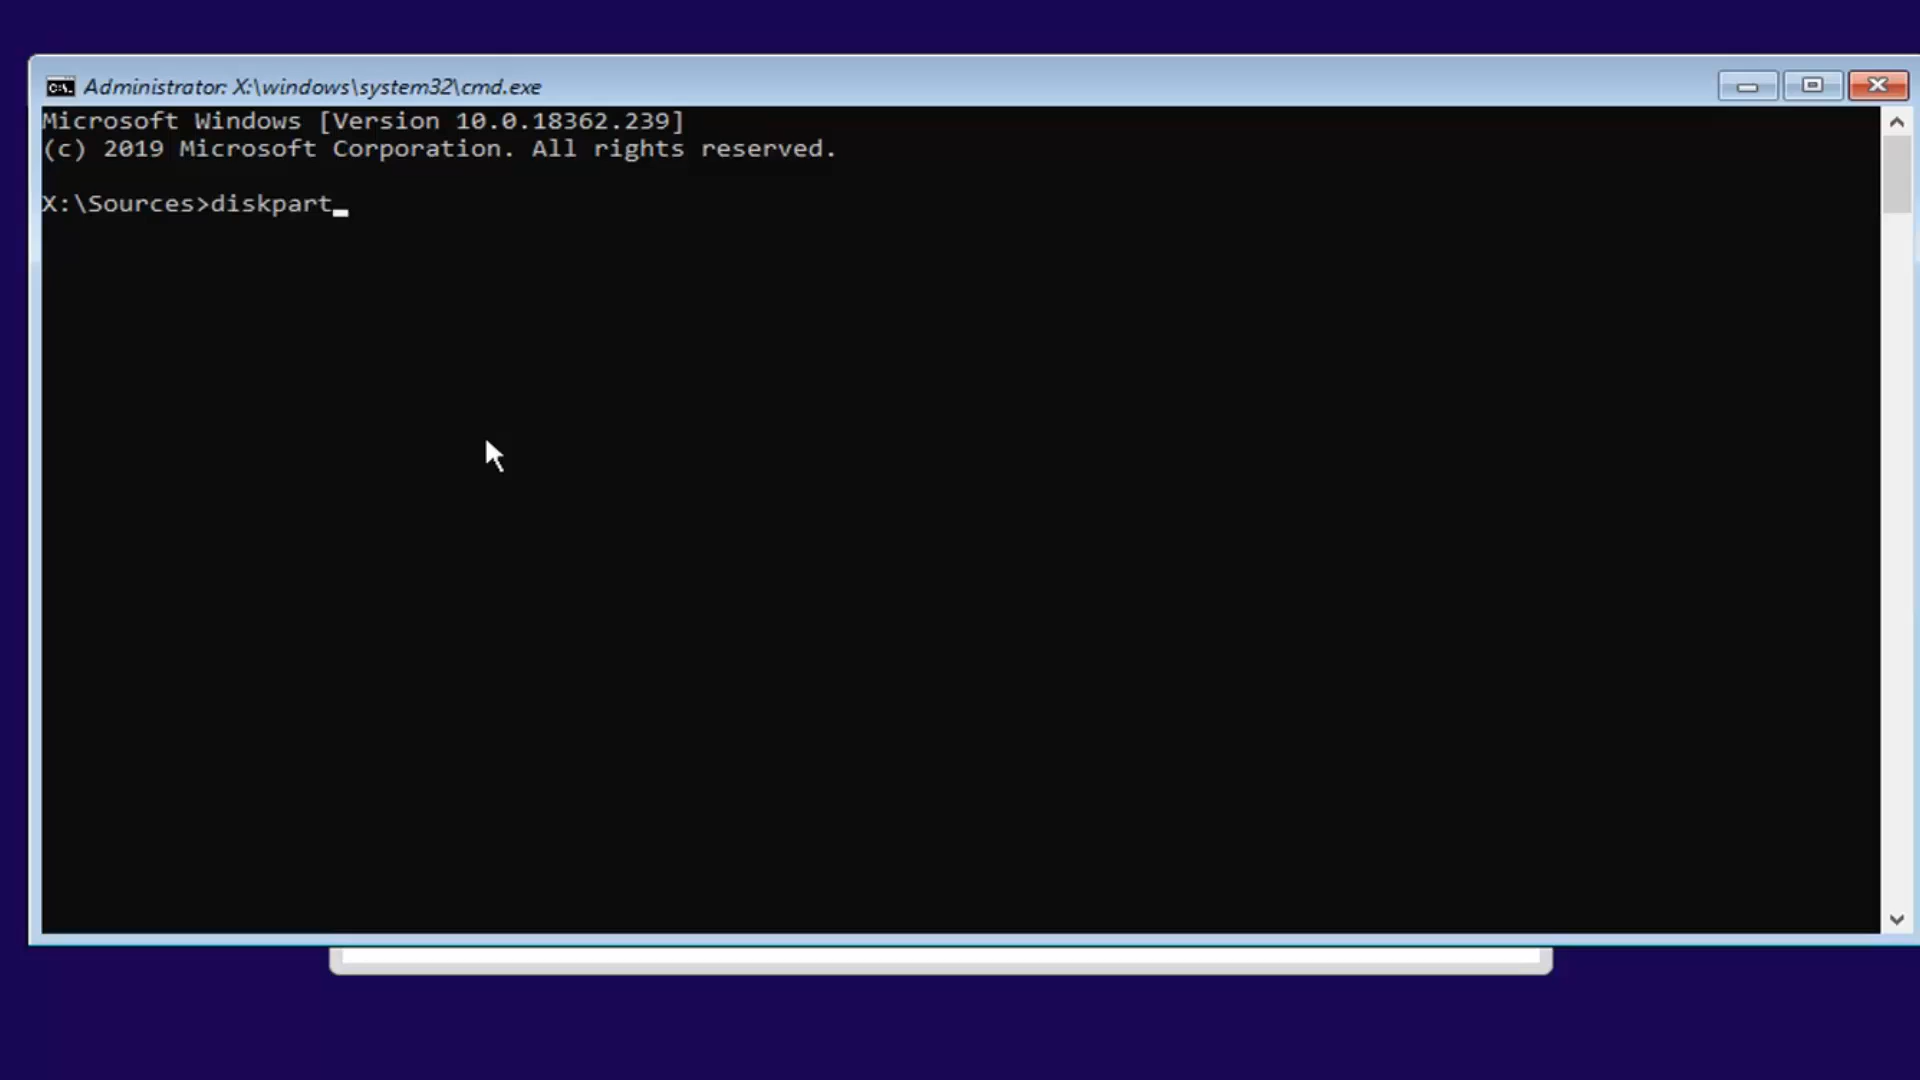 Administrator: X:\windows\system32\cmd.exe
Microsoft Windows [Version 10.0.18362.239]
(c) 2019 Microsoft Corporation. All rights reserved.
X:\Sources>diskpart_